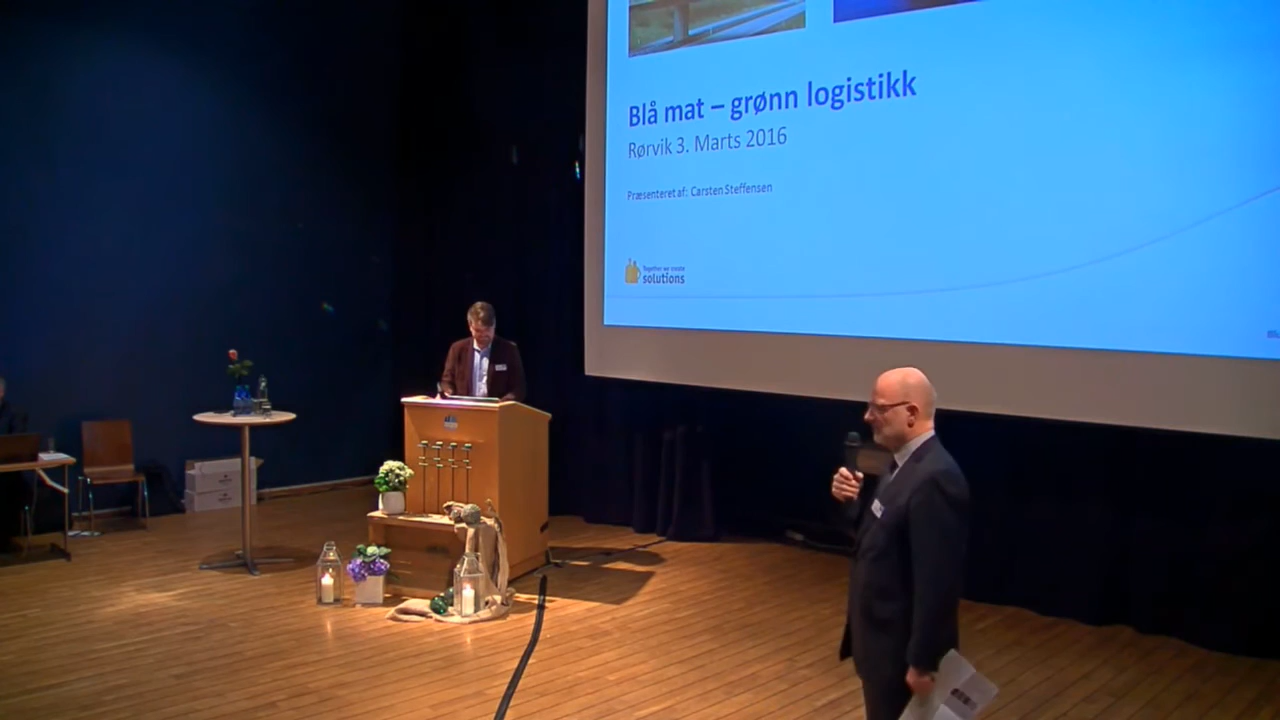 Blå mat – grønn logistikk
Rørvik 3. Marts 2016
Præsenteret af: Carsten Steffensen
Together we create
solutions